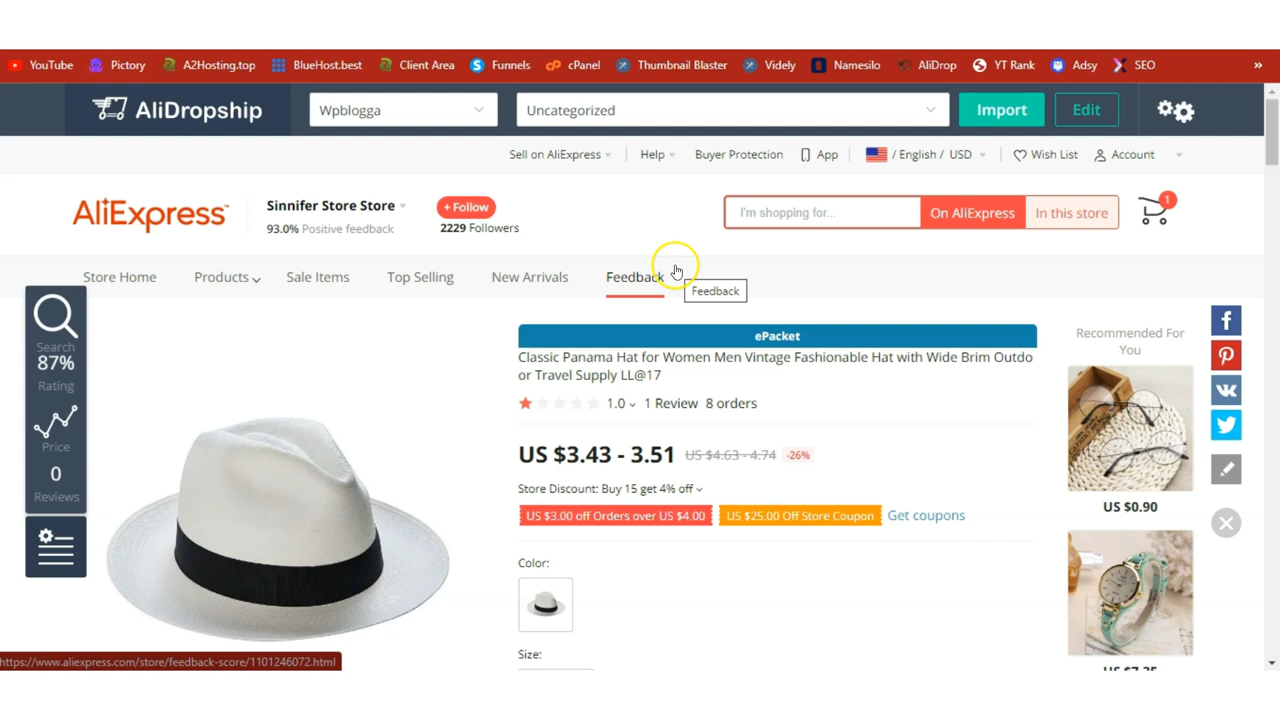 YouTube Pictory A2Hosting.top BlueHost.best Client Area Funnels cPanel Thumbnail Blaster Videly Namesilo AliDrop YT Rank Adsy SEO »
AliDropship Wpblogga Uncategorized Import Edit
Sell on AliExpress Help Buyer Protection App / English / USD Wish List Account
AliExpress Sinnifer Store Store + Follow I'm shopping for... On AliExpress In this store 1
93.0% Positive feedback 2229 Followers
Store Home Products Sale Items Top Selling New Arrivals Feedback
Feedback
Search
87%
Rating
Price
0
Reviews
ePacket
Classic Panama Hat for Women Men Vintage Fashionable Hat with Wide Brim Outdo
or Travel Supply LL@17
1.0 1 Review 8 orders
US $3.43 - 3.51 US $4.63 - 4.74 -26%
Store Discount: Buy 15 get 4% off
US $3.00 off Orders over US $4.00 US $25.00 Off Store Coupon Get coupons
Color:
Size:
Recommended For
You
US $0.90
https://www.aliexpress.com/store/feedback-score/1101246072.html